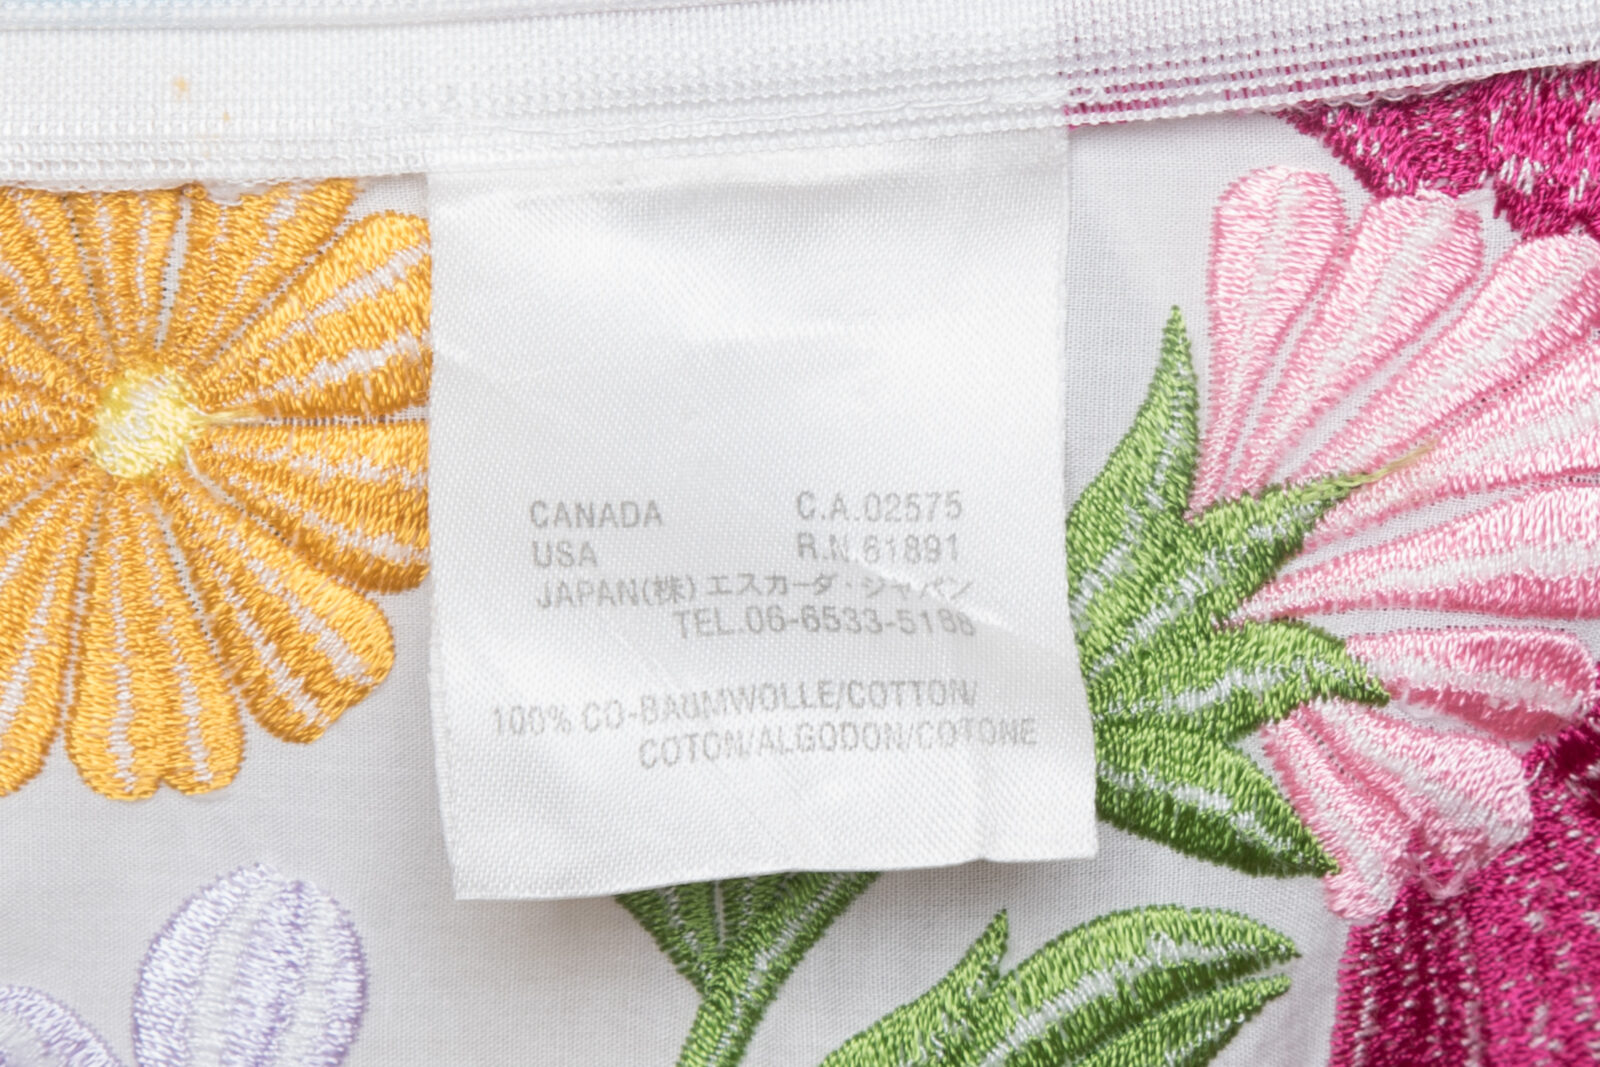 CANADA C.A.02575
USA R.N.61891
JAPAN(株)エスカーダ・ジャパン
TEL.06-6533-5188
100% CO-BAUMWOLLE/COTTON/
COTON/ALGODON/COTONE